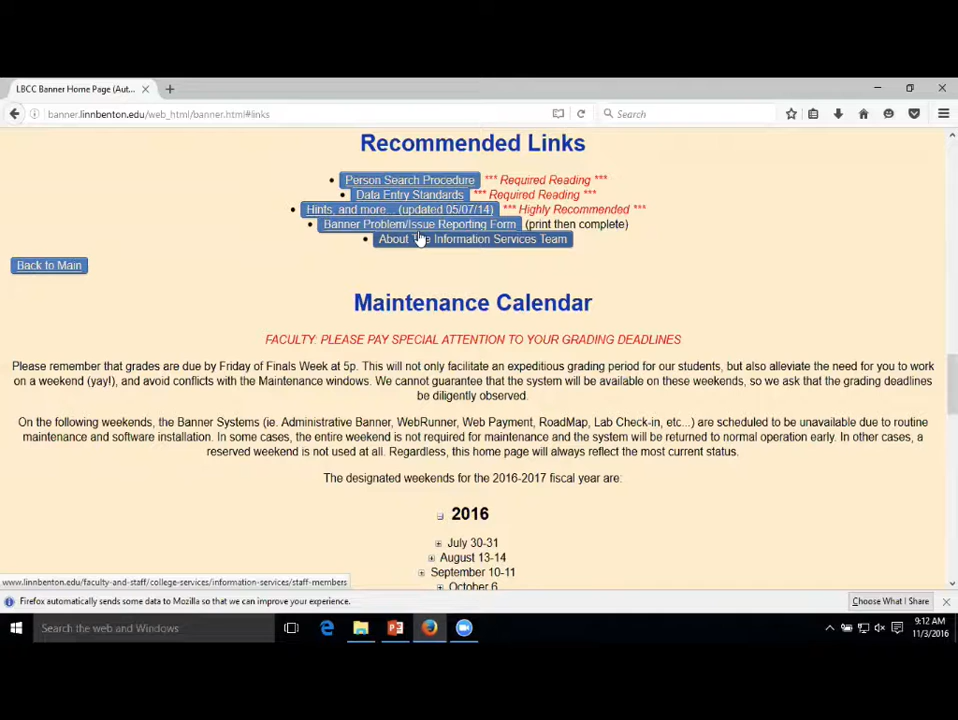 LBCC Banner Home Page (Aut...
banner.linnbenton.edu/web_html/banner.html#links
Search
Recommended Links
Person Search Procedure *** Required Reading ***
Data Entry Standards *** Required Reading ***
Hints, and more... (updated 05/07/14) *** Highly Recommended ***
Banner Problem/Issue Reporting Form (print then complete)
About The Information Services Team
Back to Main
Maintenance Calendar
FACULTY: PLEASE PAY SPECIAL ATTENTION TO YOUR GRADING DEADLINES
Please remember that grades are due by Friday of Finals Week at 5p. This will not only facilitate an expeditious grading period for our students, but also alleviate the need for you to work
on a weekend (yay!), and avoid conflicts with the Maintenance windows. We cannot guarantee that the system will be available on these weekends, so we ask that the grading deadlines
be diligently observed.
On the following weekends, the Banner Systems (ie. Administrative Banner, WebRunner, Web Payment, RoadMap, Lab Check-in, etc...) are scheduled to be unavailable due to routine
maintenance and software installation. In some cases, the entire weekend is not required for maintenance and the system will be returned to normal operation early. In other cases, a
reserved weekend is not used at all. Regardless, this home page will always reflect the most current status.
The designated weekends for the 2016-2017 fiscal year are:
2016
July 30-31
August 13-14
September 10-11
October 6
www.linnbenton.edu/faculty-and-staff/college-services/information-services/staff-members
Firefox automatically sends some data to Mozilla so that we can improve your experience.
Choose What I Share
Search the web and Windows
9:12 AM
11/3/2016